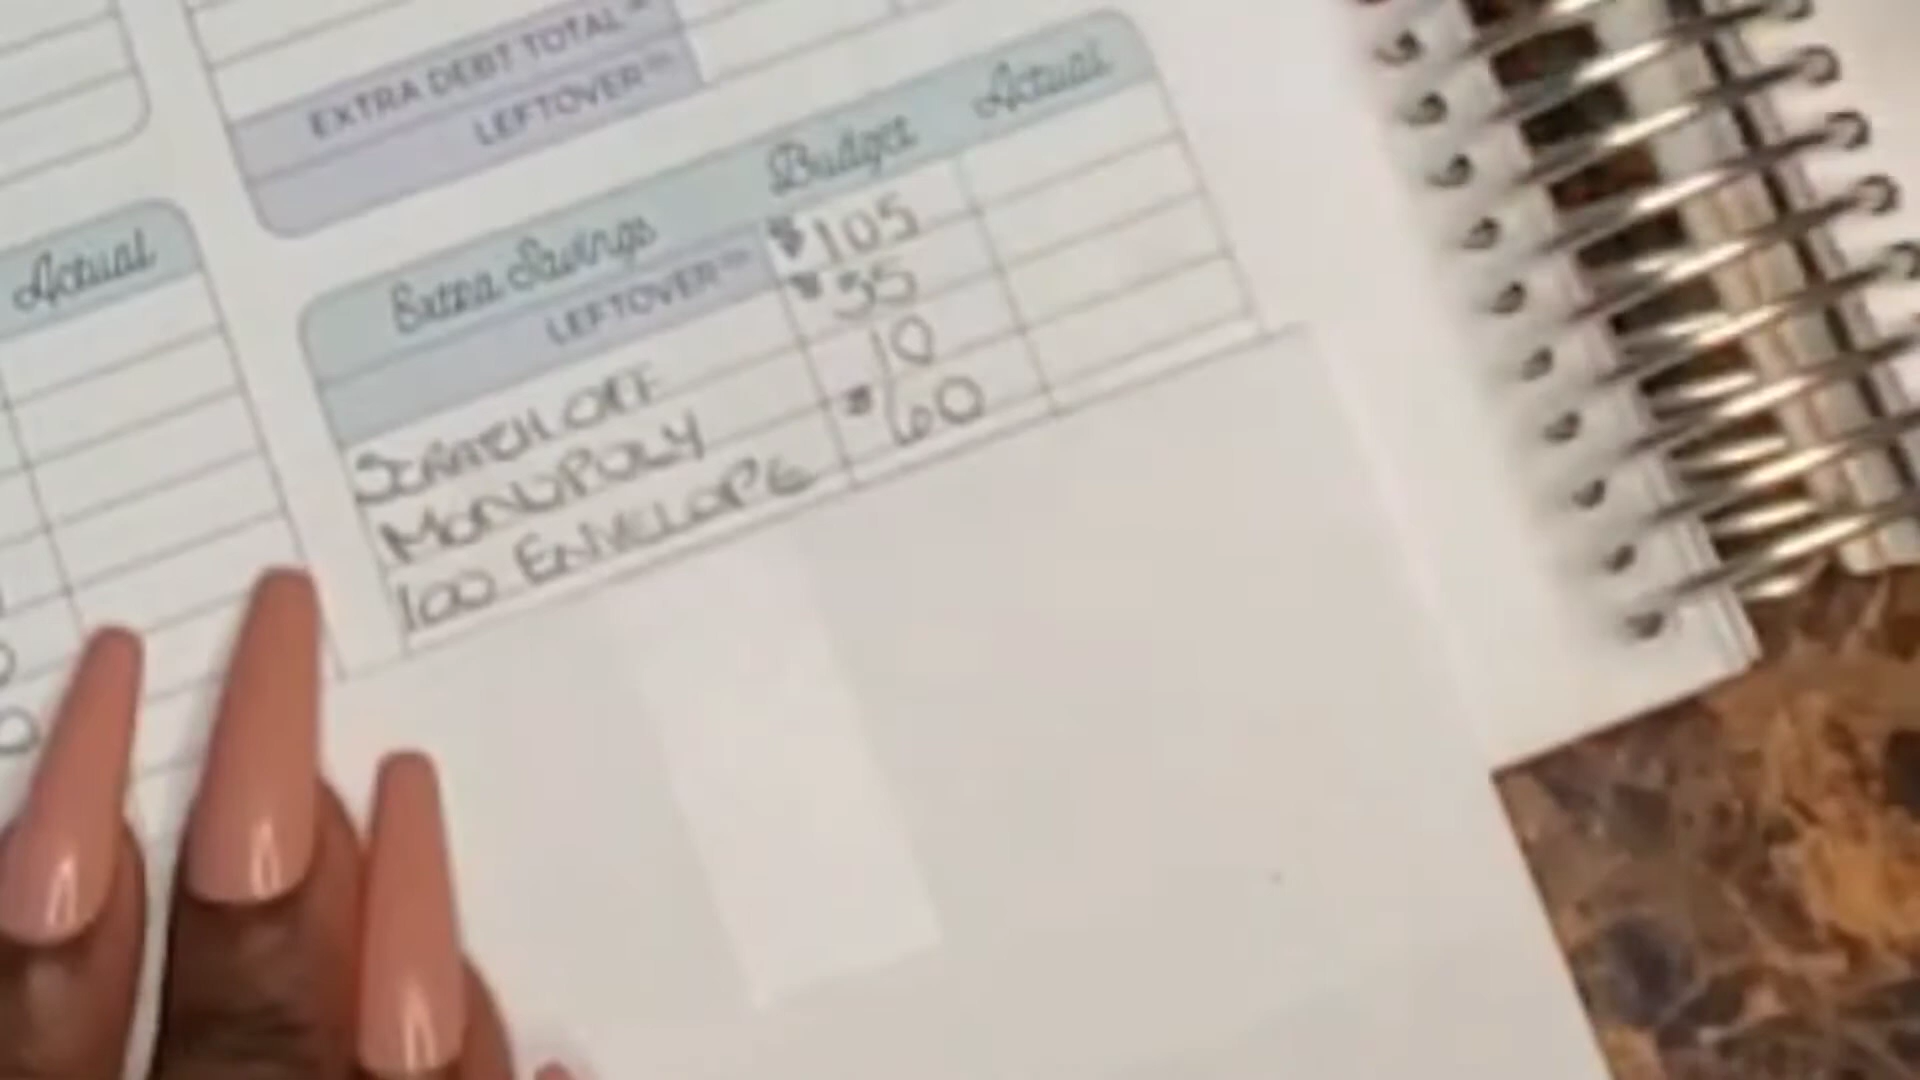 EXTRA DEBT TOTAL
LEFTOVER
Actual
Extra Savings Budget Actual
LEFTOVER $105
SCRATCH OFF $35
MONOPOLY 10
100 ENVELOPE $60